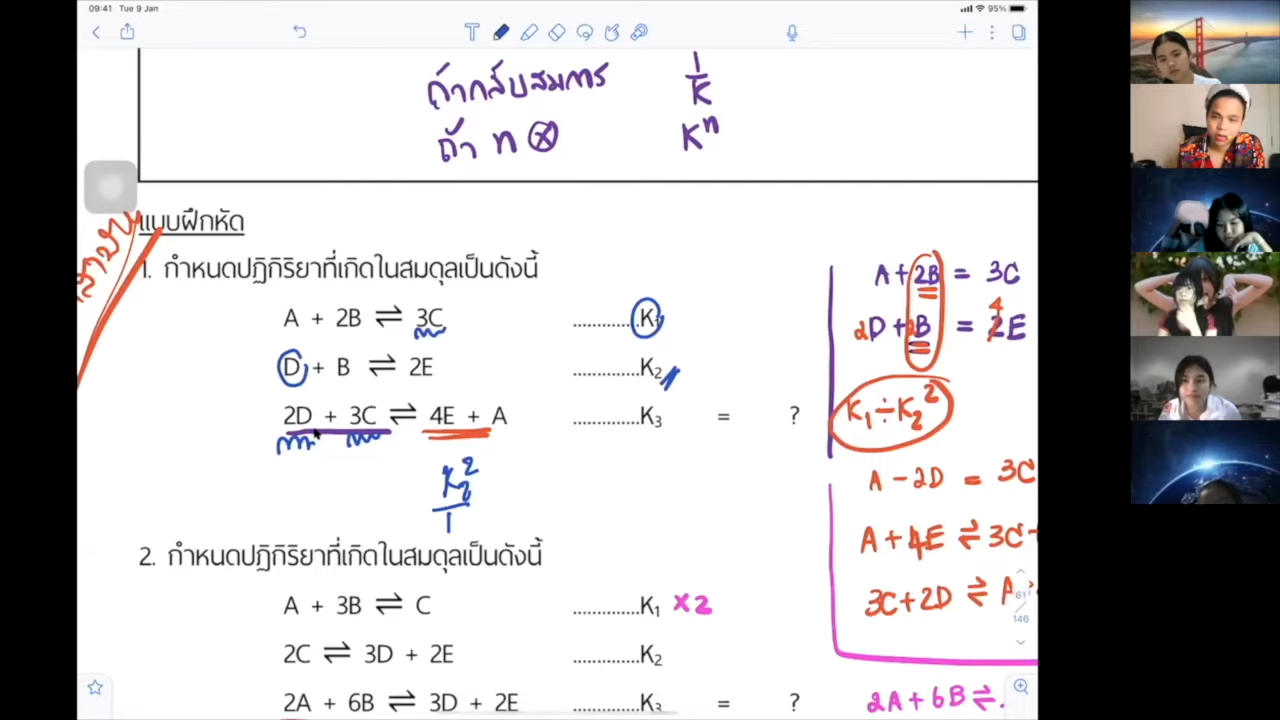 09:41 Tue 9 Jan
95%
ถ้ากลับสมการ 1/K
ถ้า n ⊗ Kⁿ
แบบฝึกหัด
1. กำหนดปฏิกิริยาที่เกิดในสมดุลเป็นดังนี้
A + 2B ⇌ 3C ............K₁
D + B ⇌ 2E ............K₂
2D + 3C ⇌ 4E + A ............K₃ = ?
K₂²
1
2. กำหนดปฏิกิริยาที่เกิดในสมดุลเป็นดังนี้
A + 3B ⇌ C ............K₁ ×2
2C ⇌ 3D + 2E ............K₂
2A + 6B ⇌ 3D + 2E ............K₃ = ?
A + 2B = 3C
2D + 2B = 4E
K₁ ÷ K₂²
A - 2D = 3C
A + 4E ⇌ 3C+
3C + 2D ⇌ A
61
146
2A + 6B ⇌